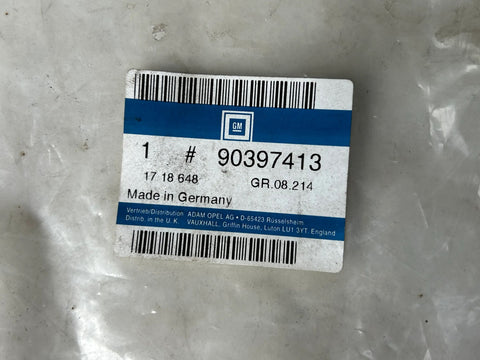 GM
1 # 90397413
17 18 648 GR.08.214
Made in Germany
Vertrieb/Distribution ADAM OPEL AG • D-65423 Rüsselsheim
Distrib. in the U.K. VAUXHALL, Griffin House, Luton LU1 3YT. England